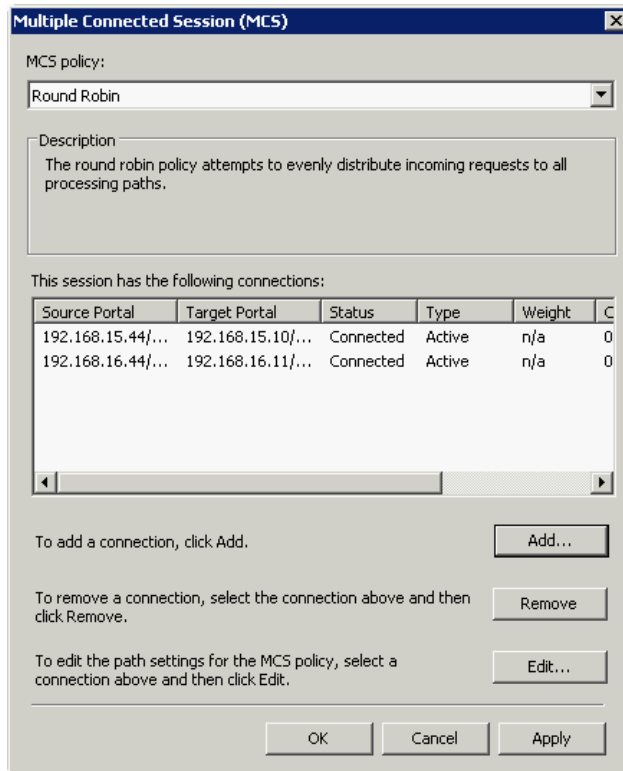 Multiple Connected Session (MCS)
MCS policy:
Round Robin
Description
The round robin policy attempts to evenly distribute incoming requests to all
processing paths.
This session has the following connections:
Source Portal Target Portal Status Type Weight C
192.168.15.44/... 192.168.15.10/... Connected Active n/a 0
192.168.16.44/... 192.168.16.11/... Connected Active n/a 0
To add a connection, click Add.
Add...
To remove a connection, select the connection above and then
click Remove.
Remove
To edit the path settings for the MCS policy, select a
connection above and then click Edit.
Edit...
OK Cancel Apply